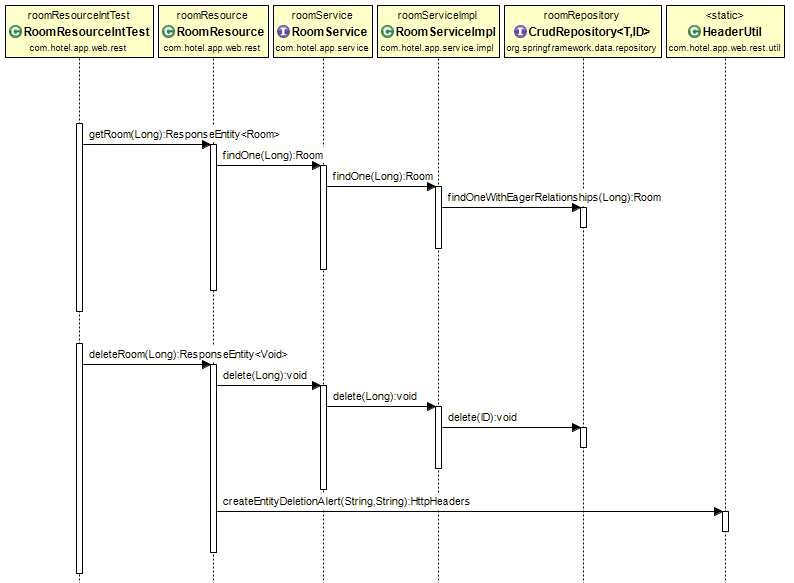 roomResourceIntTest
C RoomResourceIntTest
com.hotel.app.web.rest
roomResource
C RoomResource
com.hotel.app.web.rest
roomService
I RoomService
com.hotel.app.service
roomServiceImpl
C RoomServiceImpl
com.hotel.app.service.impl
roomRepository
I CrudRepository<T,ID>
org.springframework.data.repository
<static>
C HeaderUtil
com.hotel.app.web.rest.util
getRoom(Long):ResponseEntity<Room>
findOne(Long):Room
findOne(Long):Room
findOneWithEagerRelationships(Long):Room
deleteRoom(Long):ResponseEntity<Void>
delete(Long):void
delete(Long):void
delete(ID):void
createEntityDeletionAlert(String,String):HttpHeaders